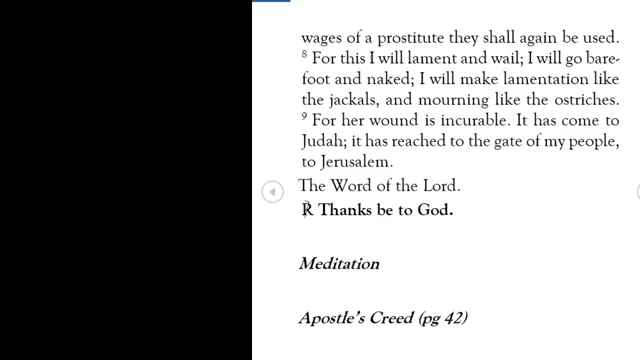 wages of a prostitute they shall again be used.
⁸ For this I will lament and wail; I will go bare-
foot and naked; I will make lamentation like
the jackals, and mourning like the ostriches.
⁹ For her wound is incurable. It has come to
Judah; it has reached to the gate of my people,
to Jerusalem.
The Word of the Lord.
℟ Thanks be to God.
Meditation
Apostle's Creed (pg 42)